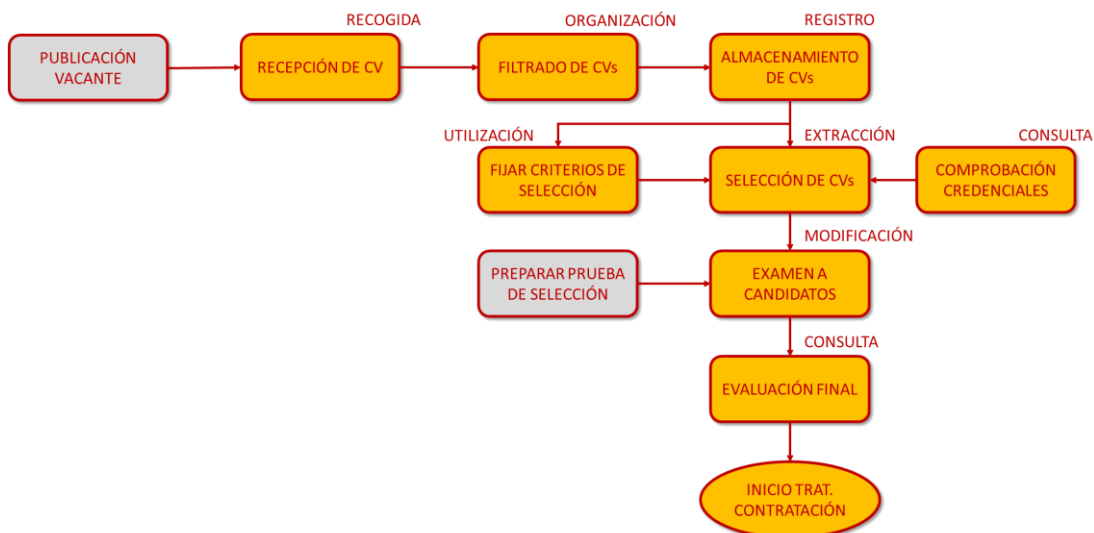 RECOGIDA
ORGANIZACIÓN
REGISTRO
PUBLICACIÓN
VACANTE
RECEPCIÓN DE CV
FILTRADO DE CVs
ALMACENAMIENTO
DE CVs
UTILIZACIÓN
EXTRACCIÓN
CONSULTA
FIJAR CRITERIOS DE
SELECCIÓN
SELECCIÓN DE CVs
COMPROBACIÓN
CREDENCIALES
MODIFICACIÓN
PREPARAR PRUEBA
DE SELECCIÓN
EXAMEN A
CANDIDATOS
CONSULTA
EVALUACIÓN FINAL
INICIO TRAT.
CONTRATACIÓN